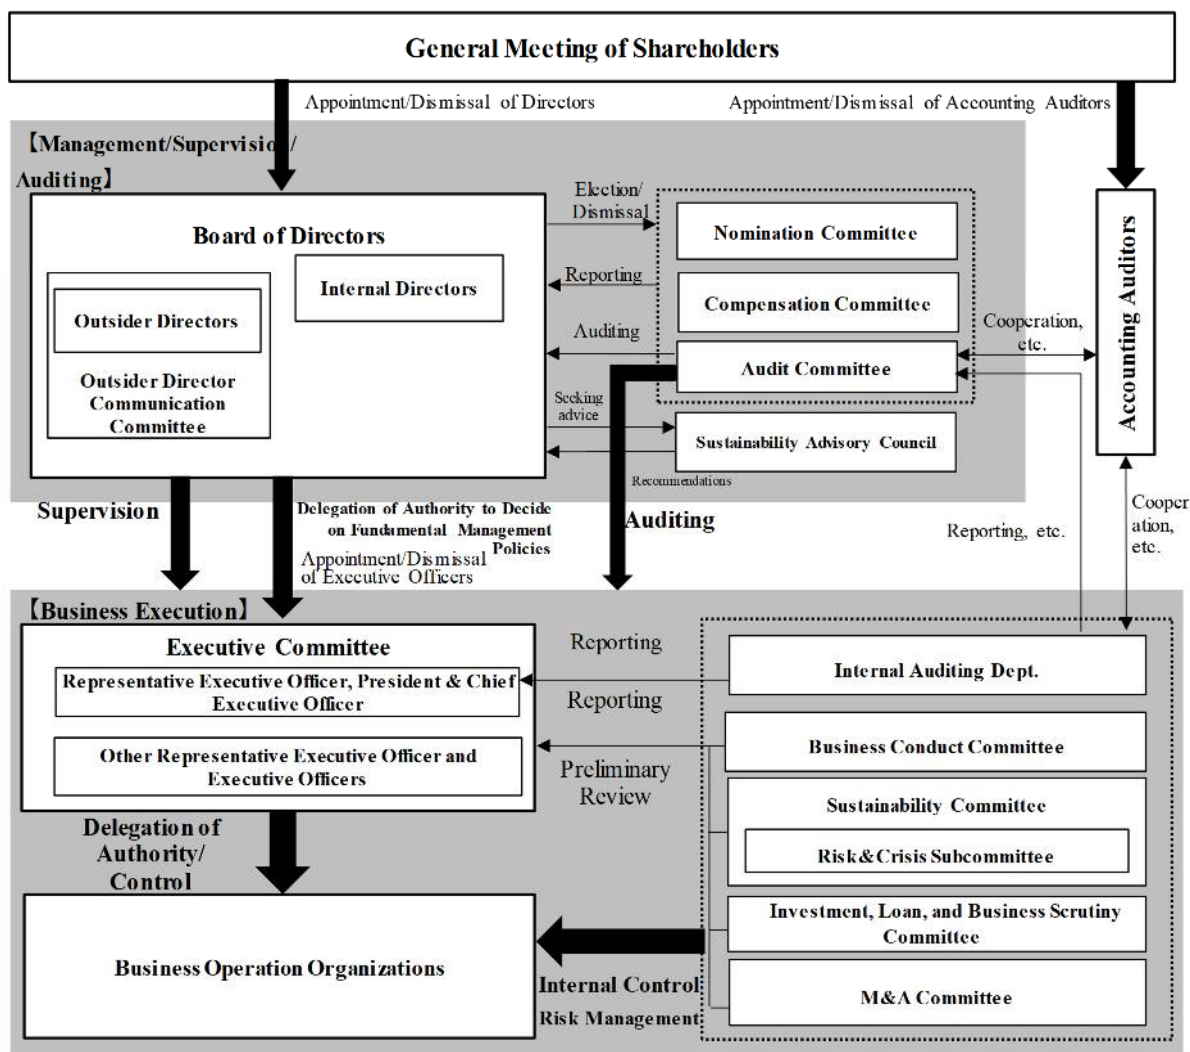 General Meeting of Shareholders
Appointment/Dismissal of Directors
Appointment/Dismissal of Accounting Auditors
【Management/Supervision/
Auditing】
Board of Directors
Internal Directors
Outsider Directors
Outsider Director
Communication
Committee
Election/
Dismissal
Reporting
Auditing
Seeking
advice
Recommendations
Nomination Committee
Compensation Committee
Audit Committee
Sustainability Advisory Council
Cooperation,
etc.
Accounting Auditors
Supervision
Delegation of Authority to Decide
on Fundamental Management
Policies
Appointment/Dismissal
of Executive Officers
Auditing
Reporting, etc.
Cooper
ation,
etc.
【Business Execution】
Executive Committee
Representative Executive Officer, President & Chief
Executive Officer
Other Representative Executive Officer and
Executive Officers
Reporting
Reporting
Preliminary
Review
Internal Auditing Dept.
Business Conduct Committee
Sustainability Committee
Risk&Crisis Subcommittee
Investment, Loan, and Business Scrutiny
Committee
M&A Committee
Delegation of
Authority/
Control
Business Operation Organizations
Internal Control
Risk Management